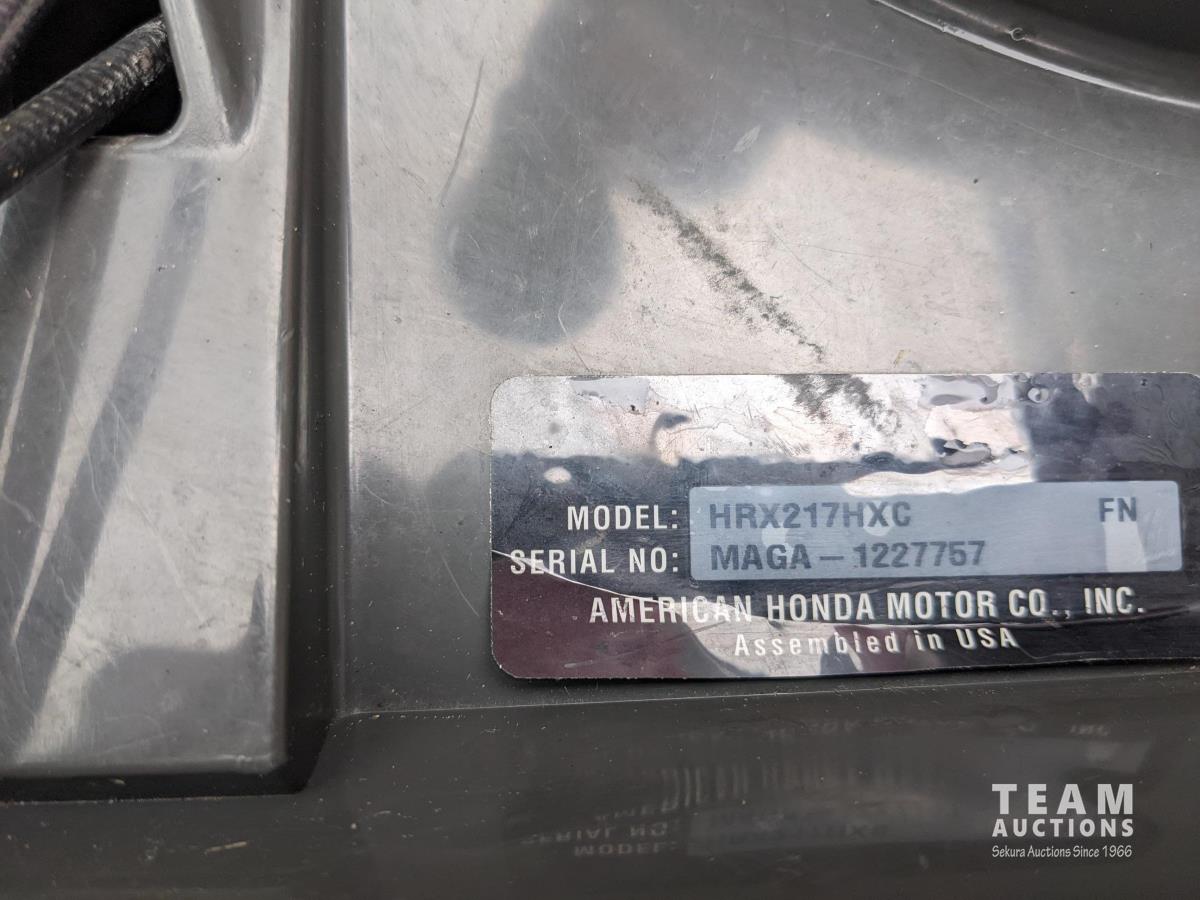 MODEL: HRX217HXC FN
SERIAL NO: MAGA-1227757
AMERICAN HONDA MOTOR CO., INC.
Assembled in USA
TEAM
AUCTIONS
Sekura Auctions Since 1966